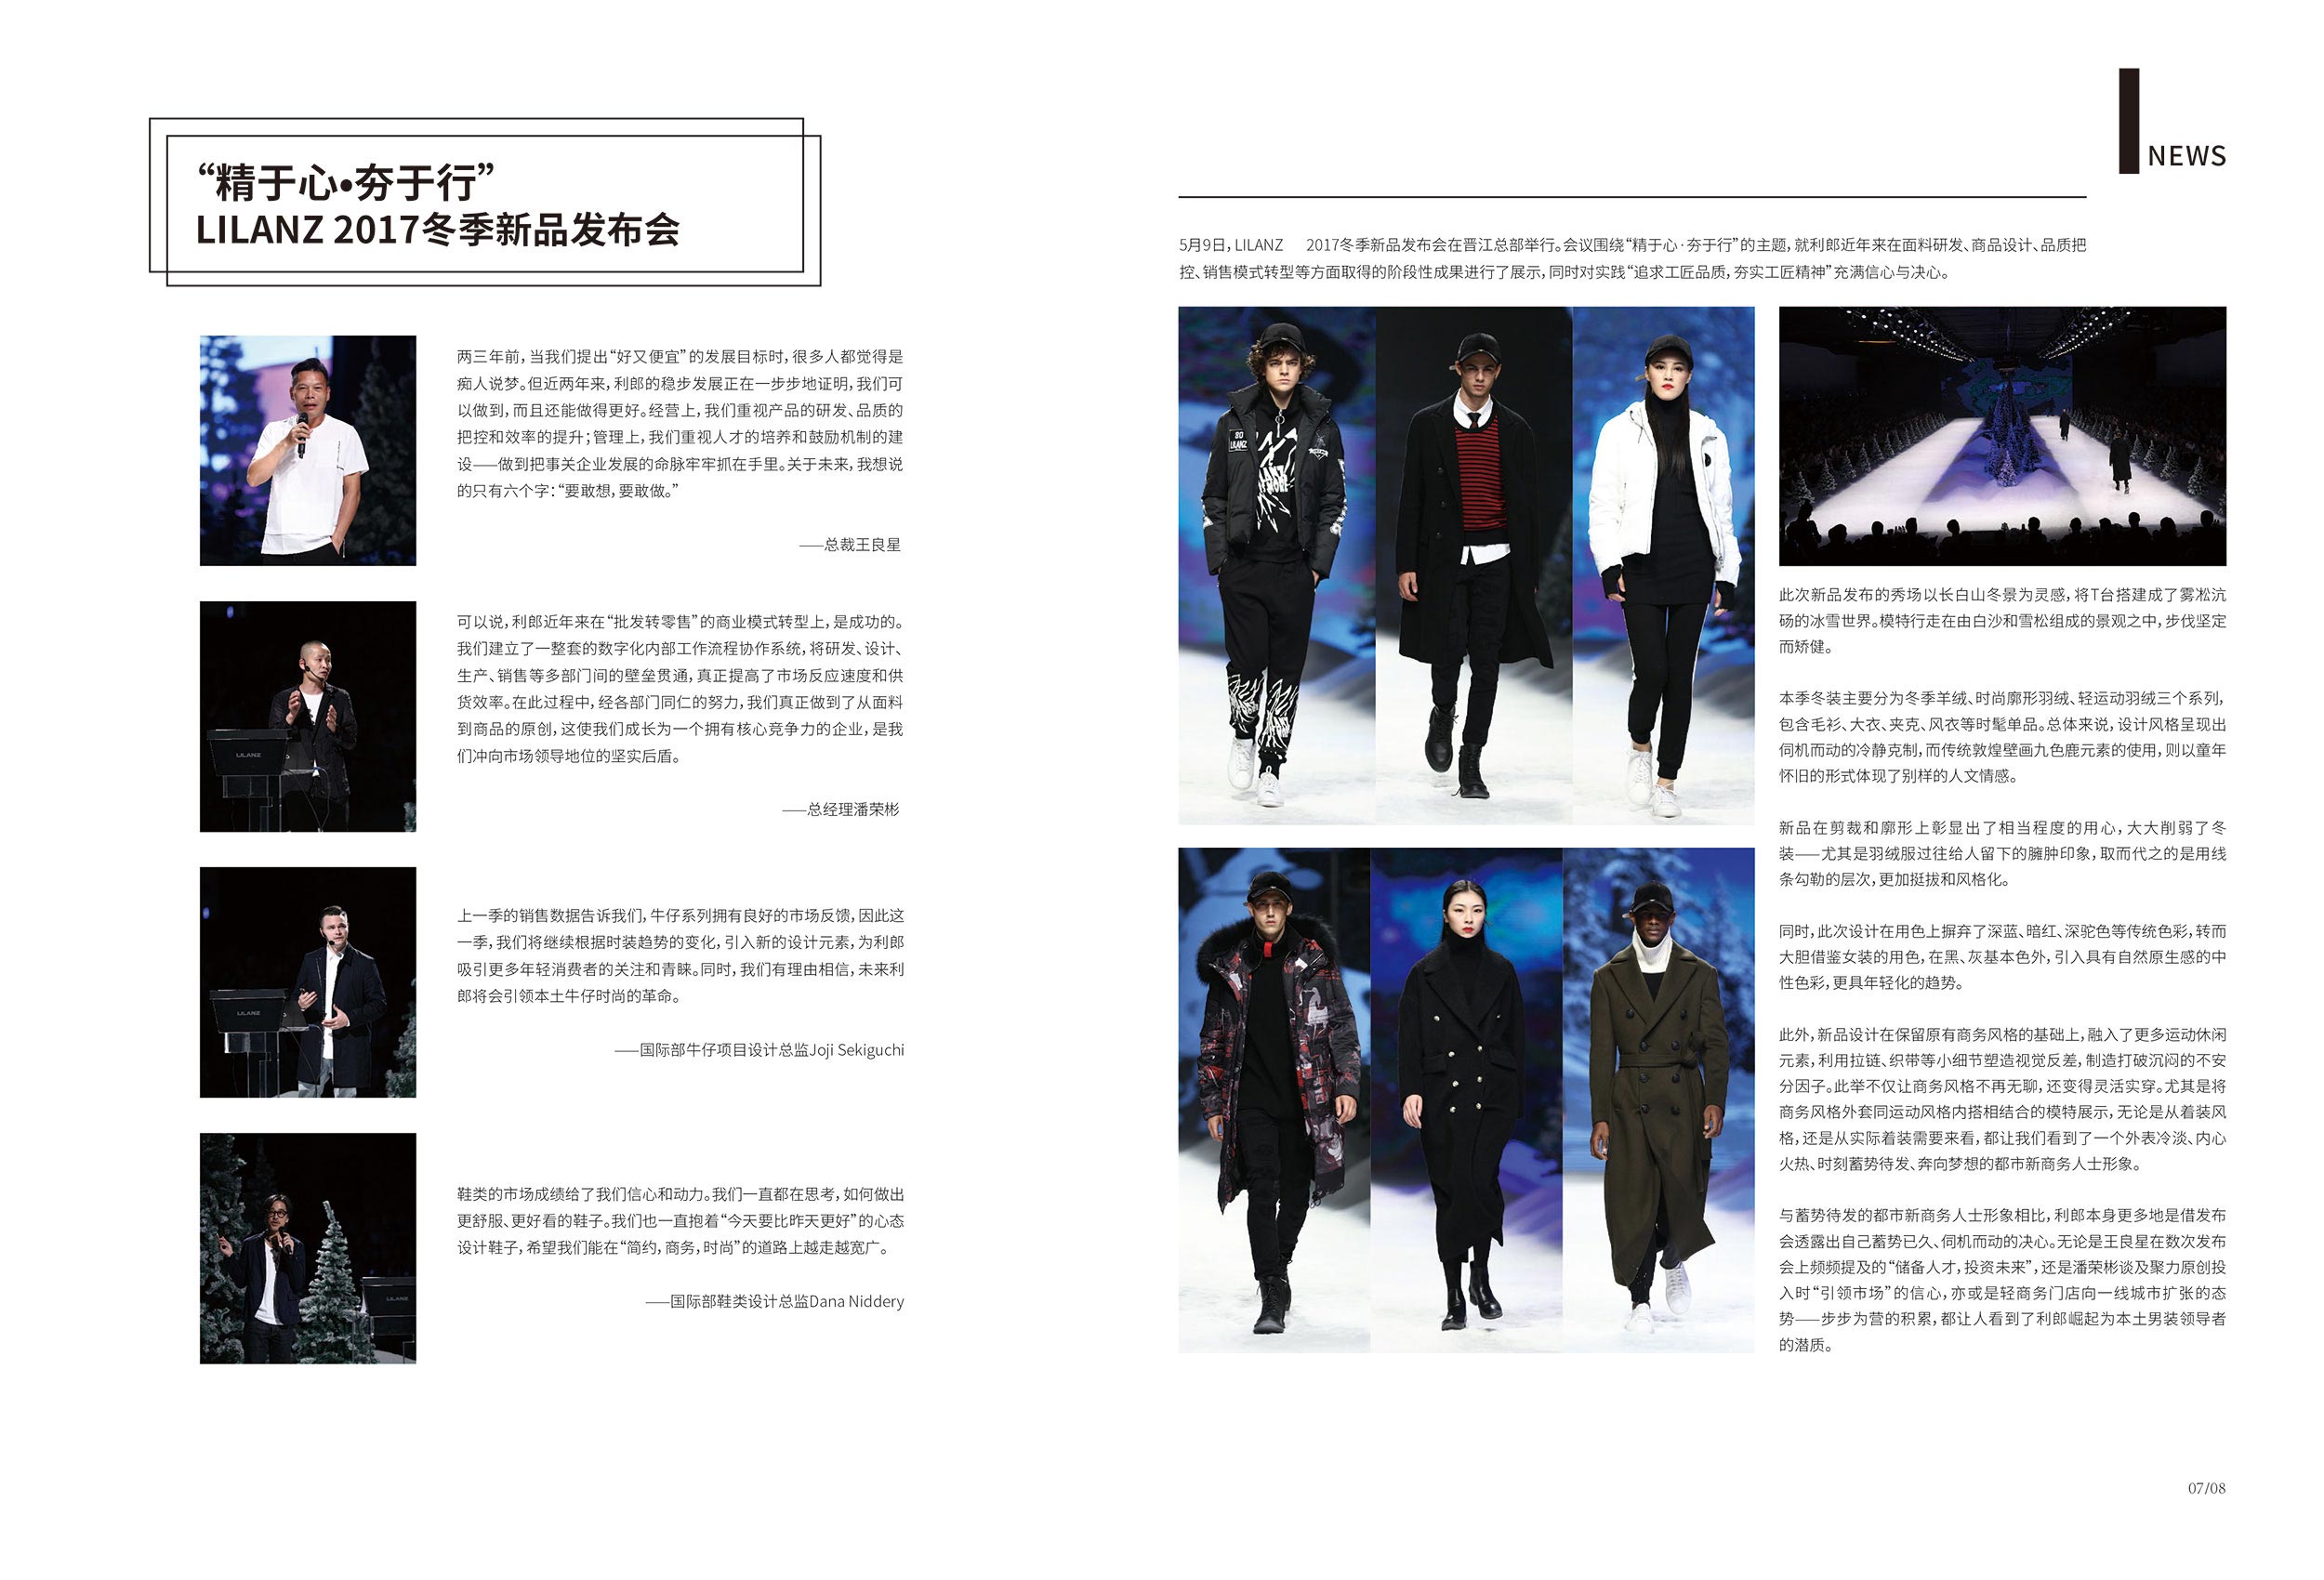 “精于心•夯于行”
LILANZ 2017冬季新品发布会
两三年前，当我们提出“好又便宜”的发展目标时，很多人都觉得是
痴人说梦。但近两年来，利郎的稳步发展正在一步步地证明，我们可
以做到，而且还能做得更好。经营上，我们重视产品的研发、品质的
把控和效率的提升；管理上，我们重视人才的培养和鼓励机制的建
设——做到把事关企业发展的命脉牢牢抓在手里。关于未来，我想说
的只有六个字：“要敢想，要敢做。”
——总裁王良星
可以说，利郎近年来在“批发转零售”的商业模式转型上，是成功的。
我们建立了一整套的数字化内部工作流程协作系统，将研发、设计、
生产、销售等多部门间的壁垒贯通，真正提高了市场反应速度和供
货效率。在此过程中，经各部门同仁的努力，我们真正做到了从面料
到商品的原创，这使我们成长为一个拥有核心竞争力的企业，是我
们冲向市场领导地位的坚实后盾。
——总经理潘荣彬
LILANZ
上一季的销售数据告诉我们，牛仔系列拥有良好的市场反馈，因此这
一季，我们将继续根据时装趋势的变化，引入新的设计元素，为利郎
吸引更多年轻消费者的关注和青睐。同时，我们有理由相信，未来利
郎将会引领本土牛仔时尚的革命。
——国际部牛仔项目设计总监Joji Sekiguchi
LILANZ
鞋类的市场成绩给了我们信心和动力。我们一直都在思考，如何做出
更舒服、更好看的鞋子。我们也一直抱着“今天要比昨天更好”的心态
设计鞋子，希望我们能在“简约，商务，时尚”的道路上越走越宽广。
——国际部鞋类设计总监Dana Niddery
LILANZ
NEWS
5月9日，LILANZ 2017冬季新品发布会在晋江总部举行。会议围绕“精于心·夯于行”的主题，就利郎近年来在面料研发、商品设计、品质把
控、销售模式转型等方面取得的阶段性成果进行了展示，同时对实践“追求工匠品质，夯实工匠精神”充满信心与决心。
30
LILANZ
此次新品发布的秀场以长白山冬景为灵感，将T台搭建成了雾凇沆
砀的冰雪世界。模特行走在由白沙和雪松组成的景观之中，步伐坚定
而矫健。
本季冬装主要分为冬季羊绒、时尚廓形羽绒、轻运动羽绒三个系列，
包含毛衫、大衣、夹克、风衣等时髦单品。总体来说，设计风格呈现出
伺机而动的冷静克制，而传统敦煌壁画九色鹿元素的使用，则以童年
怀旧的形式体现了别样的人文情感。
新品在剪裁和廓形上彰显出了相当程度的用心，大大削弱了冬
装——尤其是羽绒服过往给人留下的臃肿印象，取而代之的是用线
条勾勒的层次，更加挺拔和风格化。
同时，此次设计在用色上摒弃了深蓝、暗红、深驼色等传统色彩，转而
大胆借鉴女装的用色，在黑、灰基本色外，引入具有自然原生感的中
性色彩，更具年轻化的趋势。
此外，新品设计在保留原有商务风格的基础上，融入了更多运动休闲
元素，利用拉链、织带等小细节塑造视觉反差，制造打破沉闷的不安
分因子。此举不仅让商务风格不再无聊，还变得灵活实穿。尤其是将
商务风格外套同运动风格内搭相结合的模特展示，无论是从着装风
格，还是从实际着装需要来看，都让我们看到了一个外表冷淡、内心
火热、时刻蓄势待发、奔向梦想的都市新商务人士形象。
与蓄势待发的都市新商务人士形象相比，利郎本身更多地是借发布
会透露出自己蓄势已久、伺机而动的决心。无论是王良星在数次发布
会上频频提及的“储备人才，投资未来”，还是潘荣彬谈及聚力原创投
入时“引领市场”的信心，亦或是轻商务门店向一线城市扩张的态
势——步步为营的积累，都让人看到了利郎崛起为本土男装领导者
的潜质。
07/08